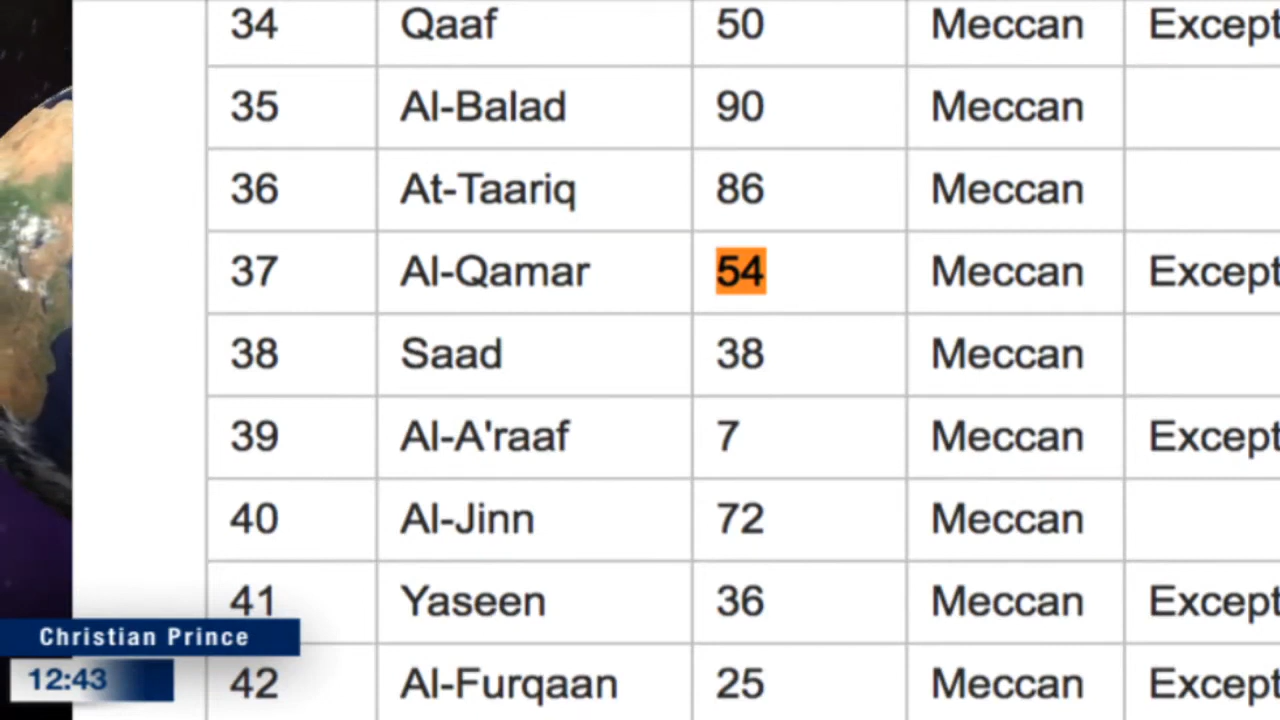 34 Qaaf 50 Meccan Except
35 Al-Balad 90 Meccan
36 At-Taariq 86 Meccan
37 Al-Qamar 54 Meccan Except
38 Saad 38 Meccan
39 Al-A'raaf 7 Meccan Except
40 Al-Jinn 72 Meccan
41 Yaseen 36 Meccan Except
Christian Prince
12:43
42 Al-Furqaan 25 Meccan Except